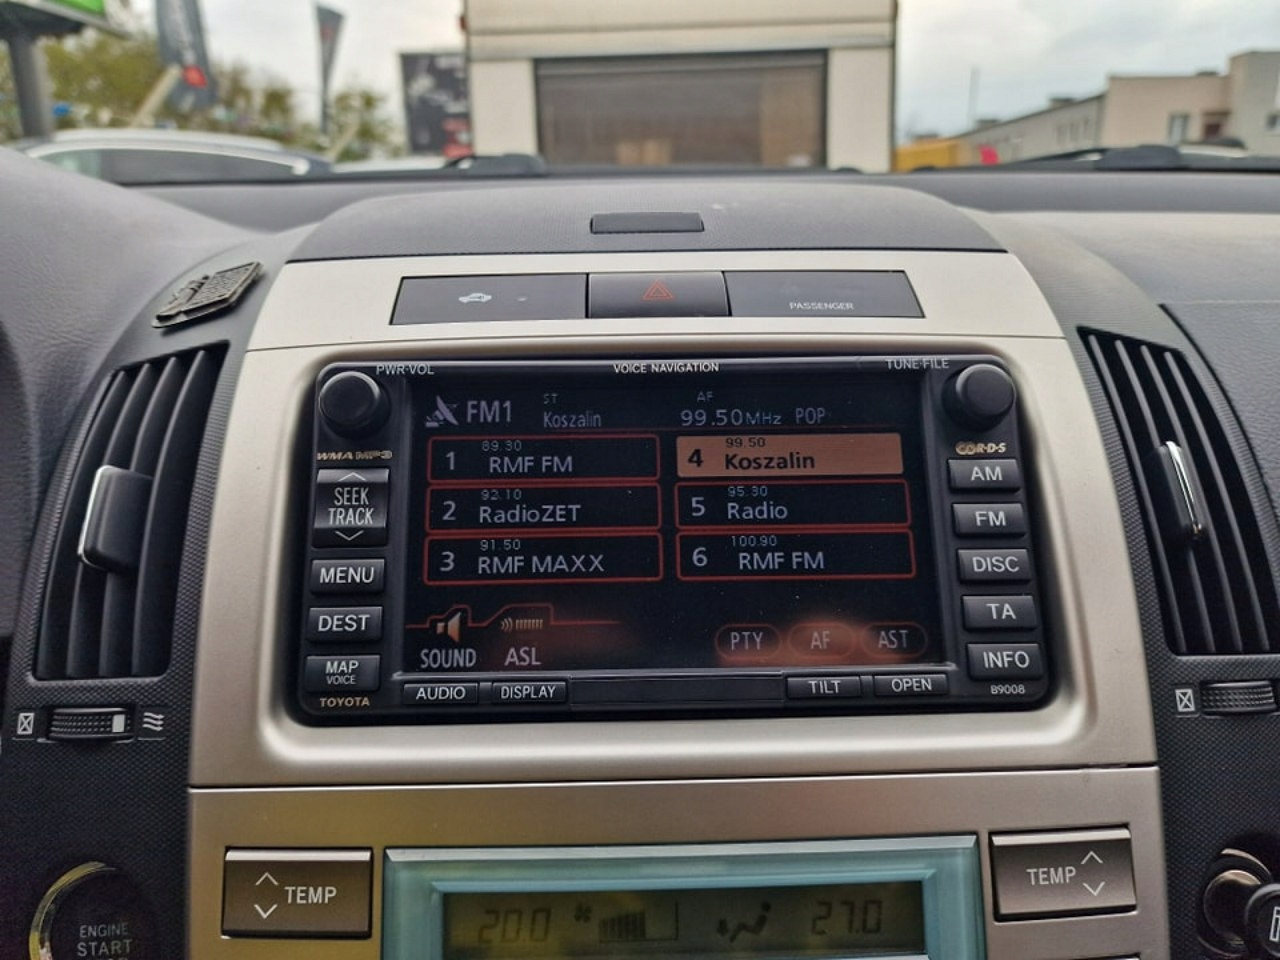 PASSENGER
PWR·VOL
VOICE NAVIGATION
TUNE·FILE
FM1
ST
Koszalin
AF
99.50MHz POP
WMA MP3
R·D·S
1 89.30 RMF FM
4 99.50 Koszalin
AM
SEEK
TRACK
2 92.10 RadioZET
5 95.30 Radio
FM
3 91.50 RMF MAXX
6 100.90 RMF FM
DISC
MENU
DEST
TA
PTY
AF
AST
SOUND
ASL
INFO
MAP
VOICE
TOYOTA
AUDIO
DISPLAY
TILT
OPEN
B9008
TEMP
TEMP
20.0
27.0
ENGINE
START